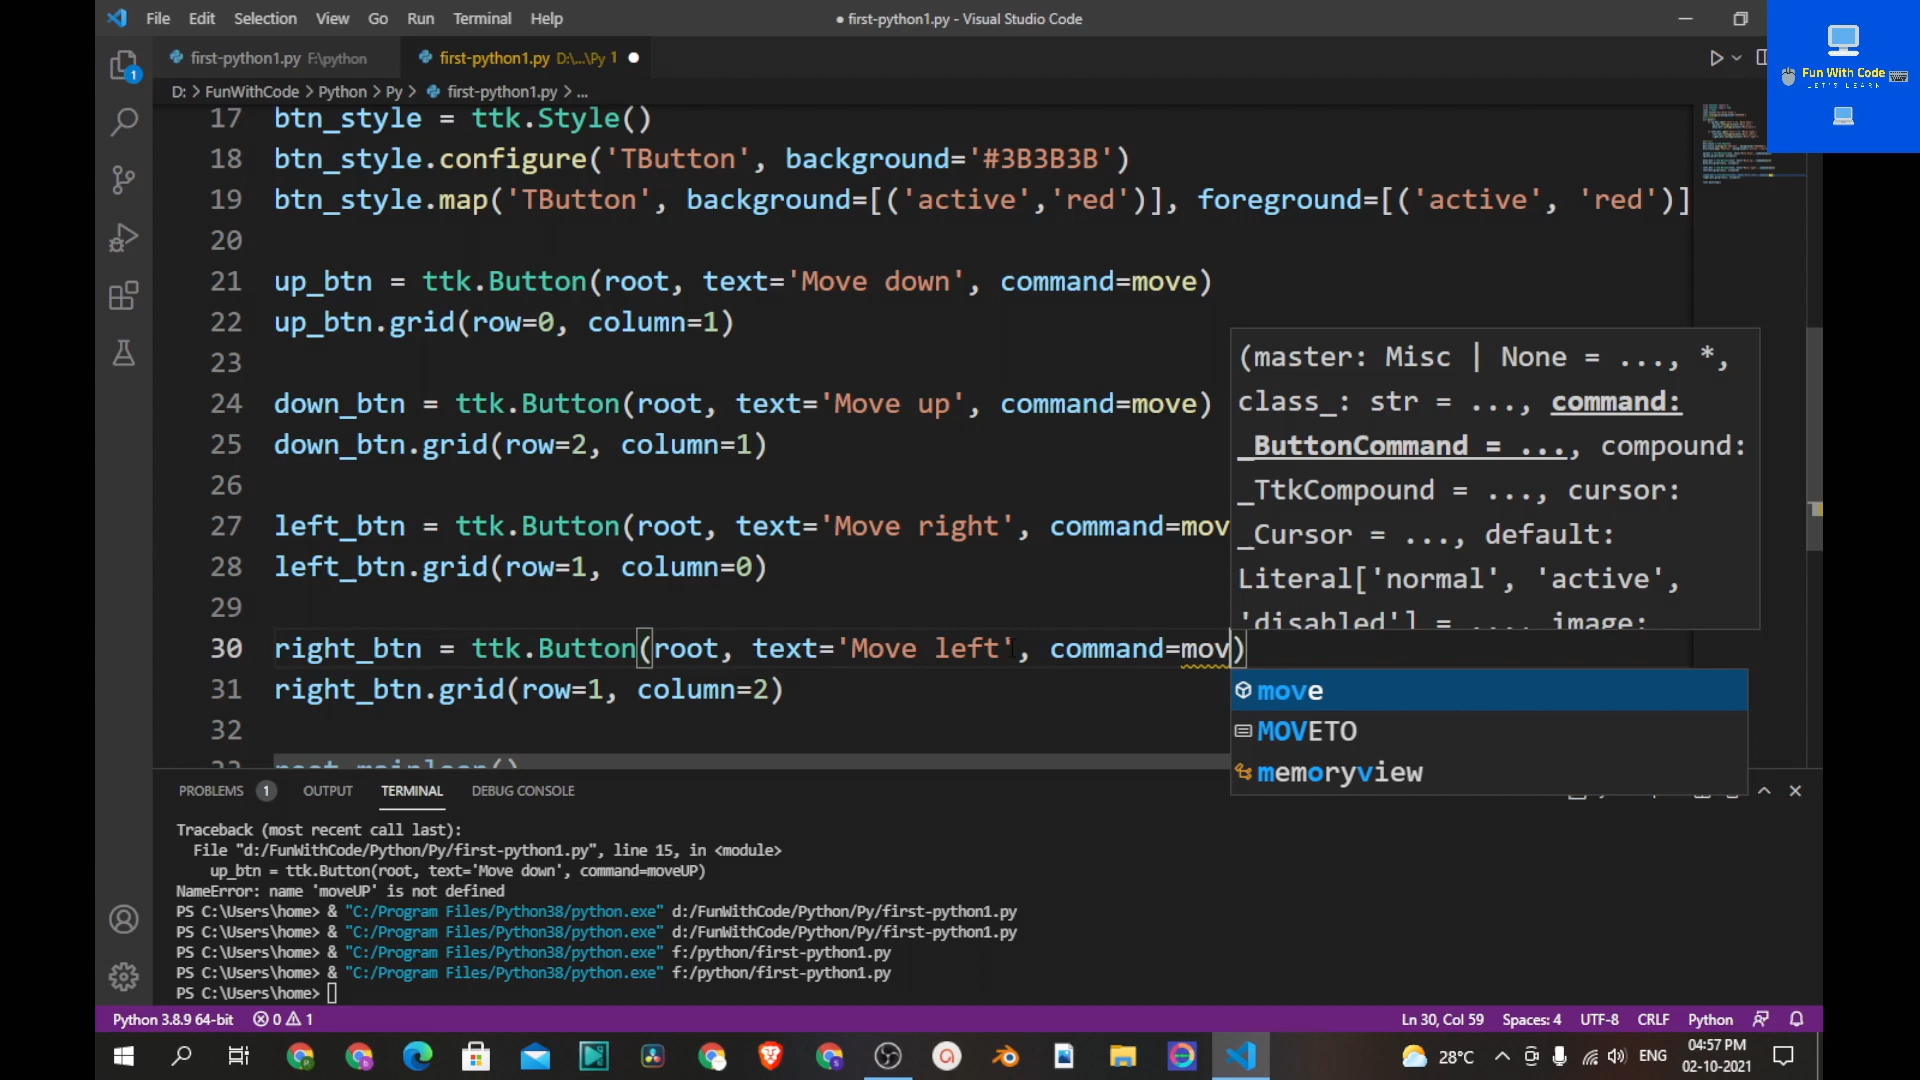 File Edit Selection View Go Run Terminal Help
● first-python1.py - Visual Studio Code
Fun With Code
LET'S LEARN
first-python1.py F:\python
first-python1.py D:\...\Py 1 ●
D: > FunWithCode > Python > Py > first-python1.py > ...
17 btn_style = ttk.Style()
18 btn_style.configure('TButton', background='#3B3B3B')
19 btn_style.map('TButton', background=[('active','red')], foreground=[('active', 'red')]
20
21 up_btn = ttk.Button(root, text='Move down', command=move)
22 up_btn.grid(row=0, column=1)
23
24 down_btn = ttk.Button(root, text='Move up', command=move)
25 down_btn.grid(row=2, column=1)
26
27 left_btn = ttk.Button(root, text='Move right', command=mov
28 left_btn.grid(row=1, column=0)
29
30 right_btn = ttk.Button(root, text='Move left', command=mov)
31 right_btn.grid(row=1, column=2)
32
(master: Misc | None = ..., *,
class_: str = ..., command:
_ButtonCommand = ..., compound:
_TtkCompound = ..., cursor:
_Cursor = ..., default:
Literal['normal', 'active',
'disabled'] = ..., image:
move
MOVETO
memoryview
PROBLEMS 1 OUTPUT TERMINAL DEBUG CONSOLE
Traceback (most recent call last):
File "d:/FunWithCode/Python/Py/first-python1.py", line 15, in <module>
up_btn = ttk.Button(root, text='Move down', command=moveUP)
NameError: name 'moveUP' is not defined
PS C:\Users\home> & "C:/Program Files/Python38/python.exe" d:/FunWithCode/Python/Py/first-python1.py
PS C:\Users\home> & "C:/Program Files/Python38/python.exe" d:/FunWithCode/Python/Py/first-python1.py
PS C:\Users\home> & "C:/Program Files/Python38/python.exe" f:/python/first-python1.py
PS C:\Users\home> & "C:/Program Files/Python38/python.exe" f:/python/first-python1.py
PS C:\Users\home>
Python 3.8.9 64-bit 0 1
Ln 30, Col 59 Spaces: 4 UTF-8 CRLF Python
28°C ENG
04:57 PM
02-10-2021